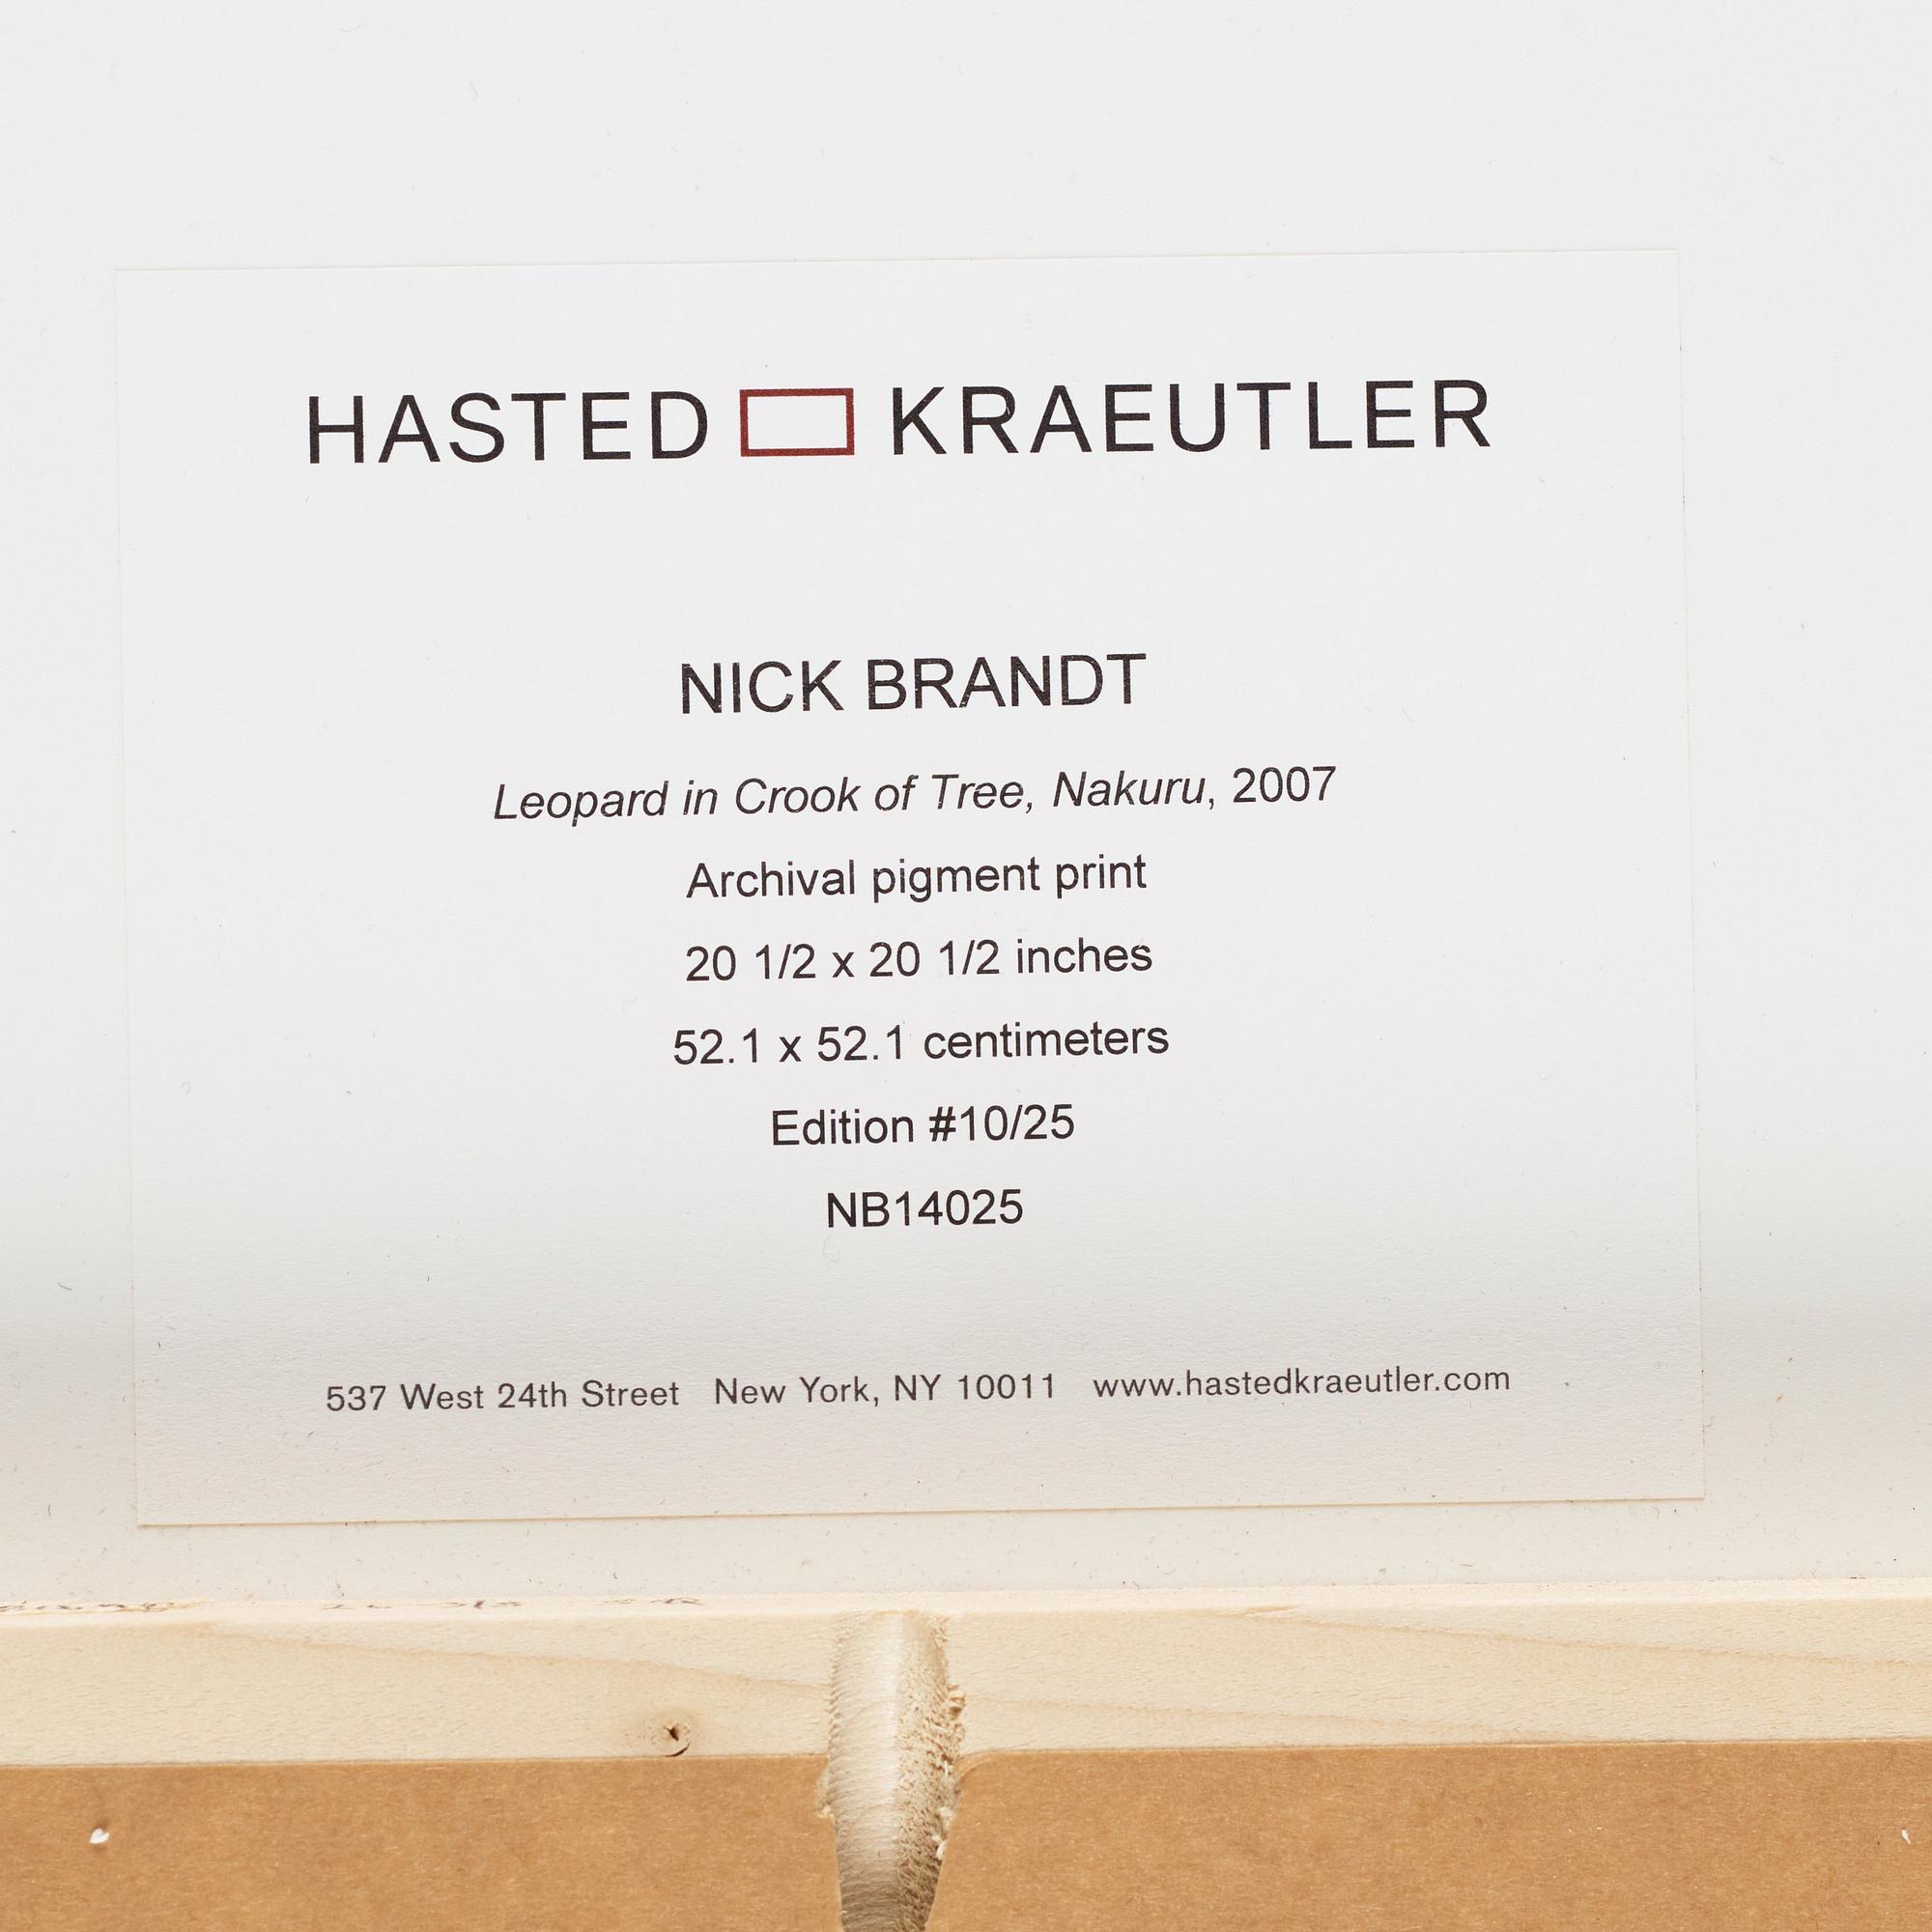 HASTED KRAEUTLER
NICK BRANDT
Leopard in Crook of Tree, Nakuru, 2007
Archival pigment print
20 1/2 x 20 1/2 inches
52.1 x 52.1 centimeters
Edition #10/25
NB14025
537 West 24th Street New York, NY 10011 www.hastedkraeutler.com